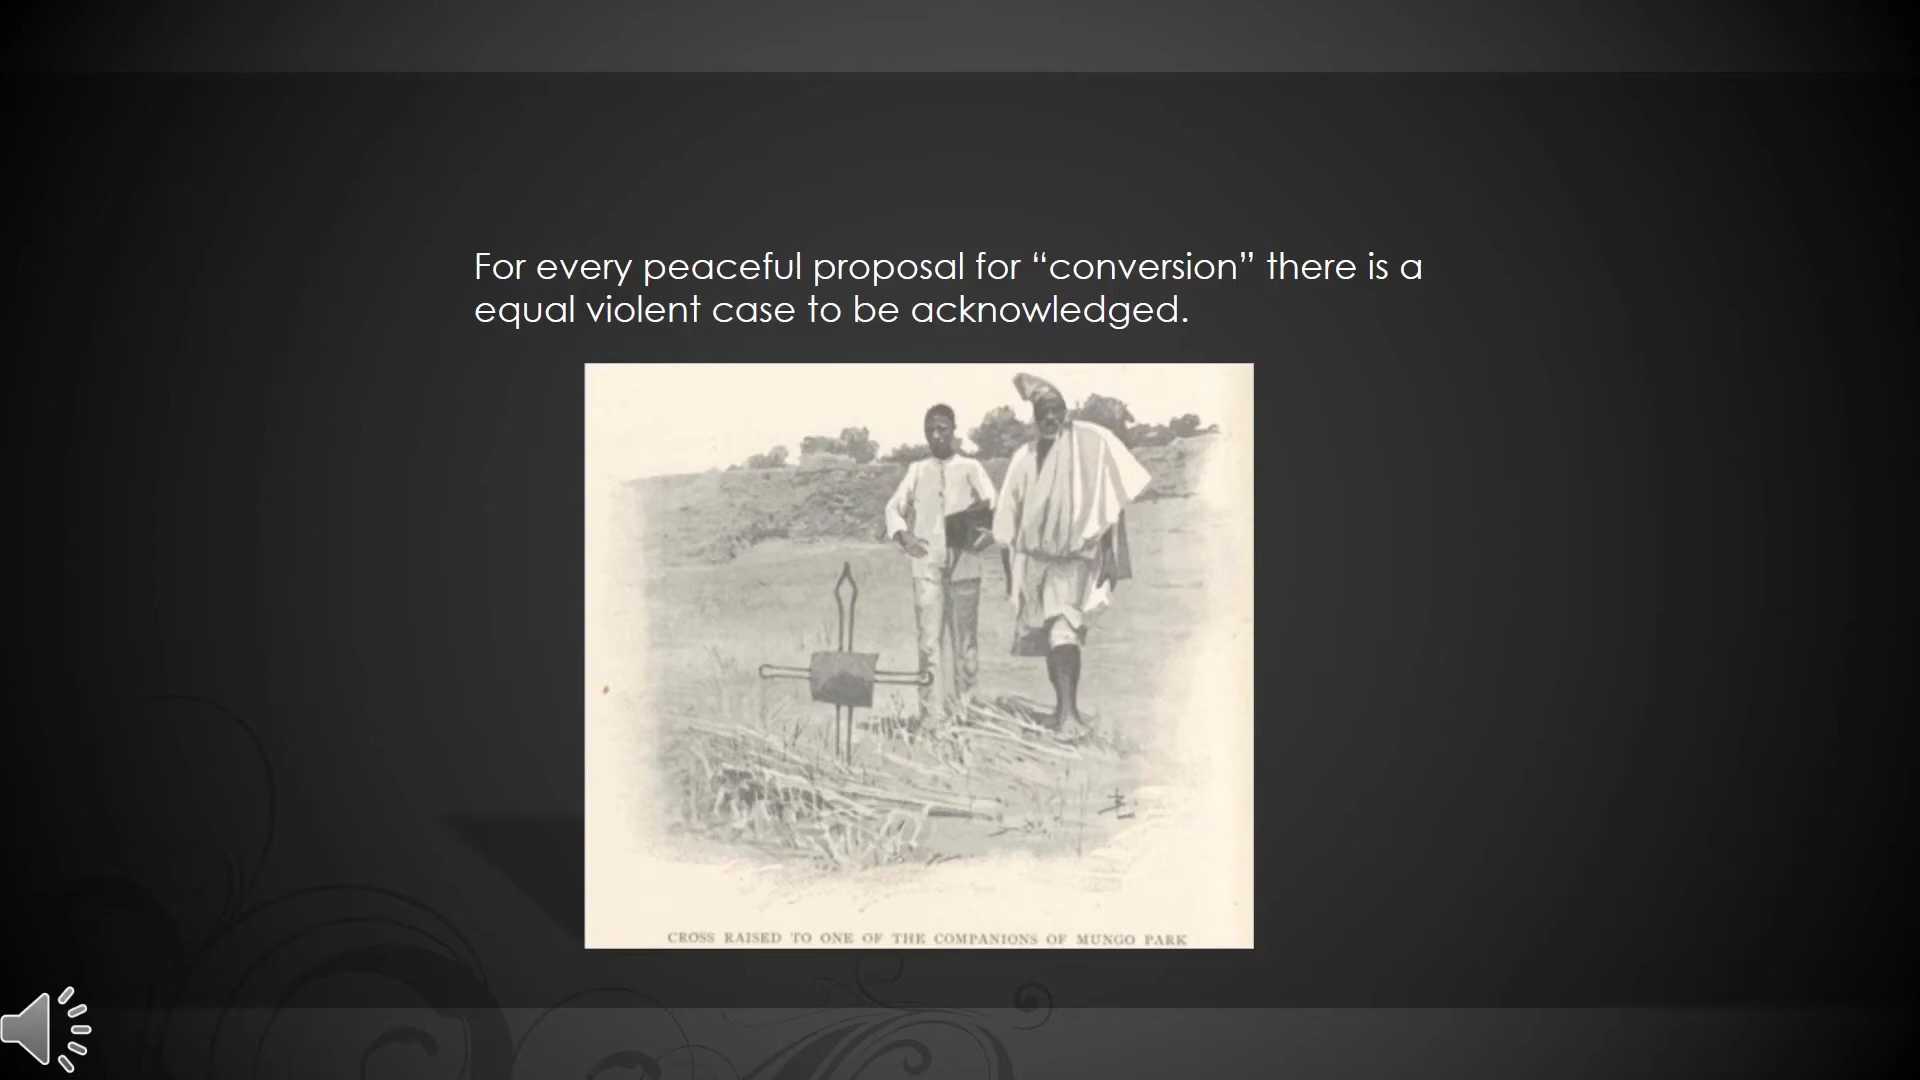 For every peaceful proposal for “conversion” there is a
equal violent case to be acknowledged.
CROSS RAISED TO ONE OF THE COMPANIONS OF MUNGO PARK